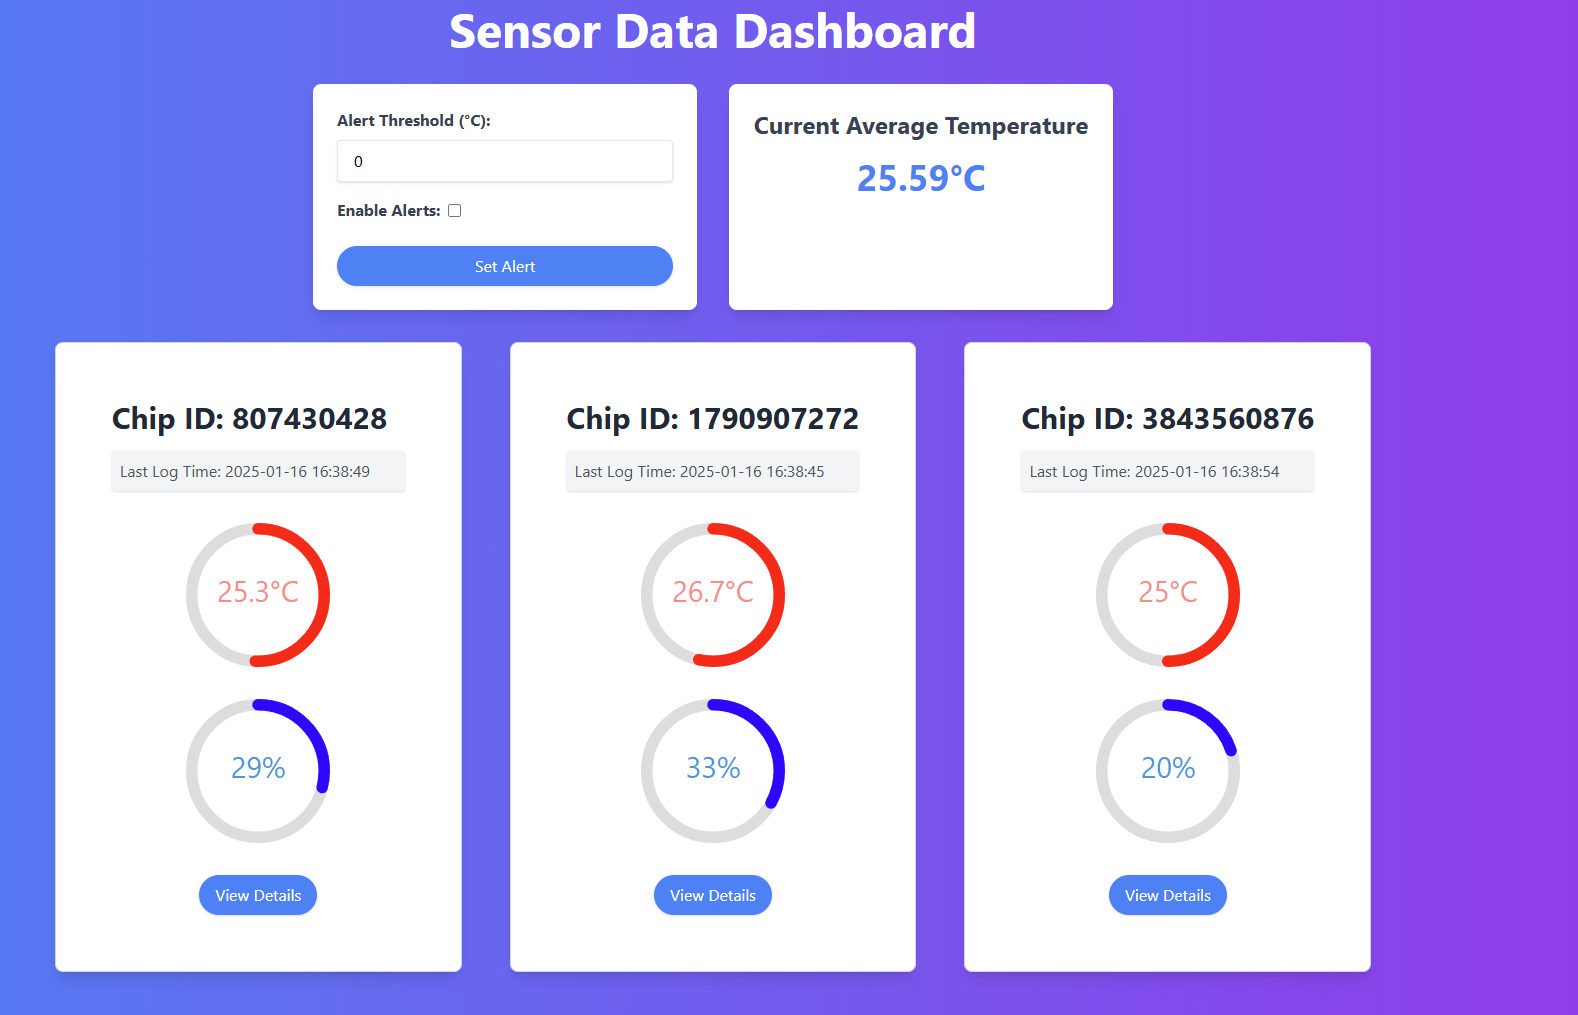 Sensor Data Dashboard
Alert Threshold (°C):
0
Enable Alerts:
Set Alert
Current Average Temperature
25.59°C
Chip ID: 807430428
Last Log Time: 2025-01-16 16:38:49
25.3°C
29%
View Details
Chip ID: 1790907272
Last Log Time: 2025-01-16 16:38:45
26.7°C
33%
View Details
Chip ID: 3843560876
Last Log Time: 2025-01-16 16:38:54
25°C
20%
View Details